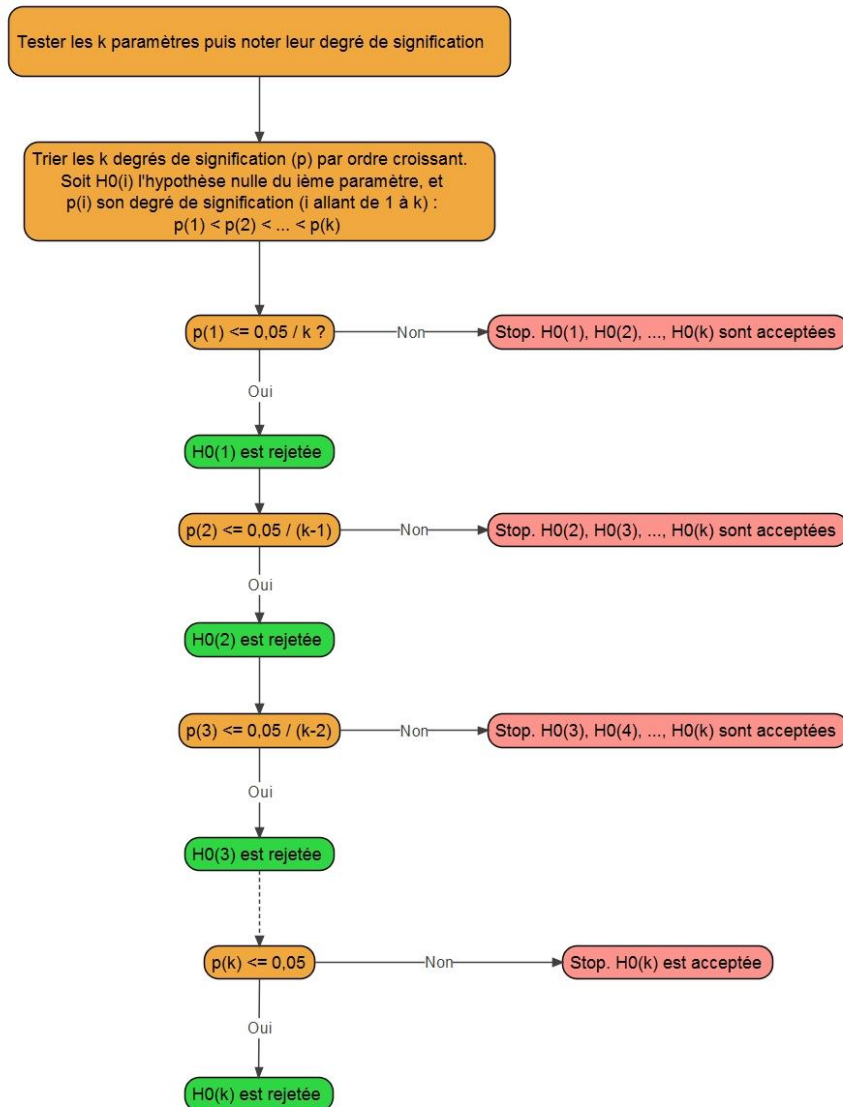 Tester les k paramètres puis noter leur degré de signification
Trier les k degrés de signification (p) par ordre croissant.
Soit H0(i) l'hypothèse nulle du ième paramètre, et
p(i) son degré de signification (i allant de 1 à k) :
p(1) < p(2) < ... < p(k)
p(1) <= 0,05 / k ?
Non
Stop. H0(1), H0(2), ..., H0(k) sont acceptées
Oui
H0(1) est rejetée
p(2) <= 0,05 / (k-1)
Non
Stop. H0(2), H0(3), ..., H0(k) sont acceptées
Oui
H0(2) est rejetée
p(3) <= 0,05 / (k-2)
Non
Stop. H0(3), H0(4), ..., H0(k) sont acceptées
Oui
H0(3) est rejetée
p(k) <= 0,05
Non
Stop. H0(k) est acceptée
Oui
H0(k) est rejetée